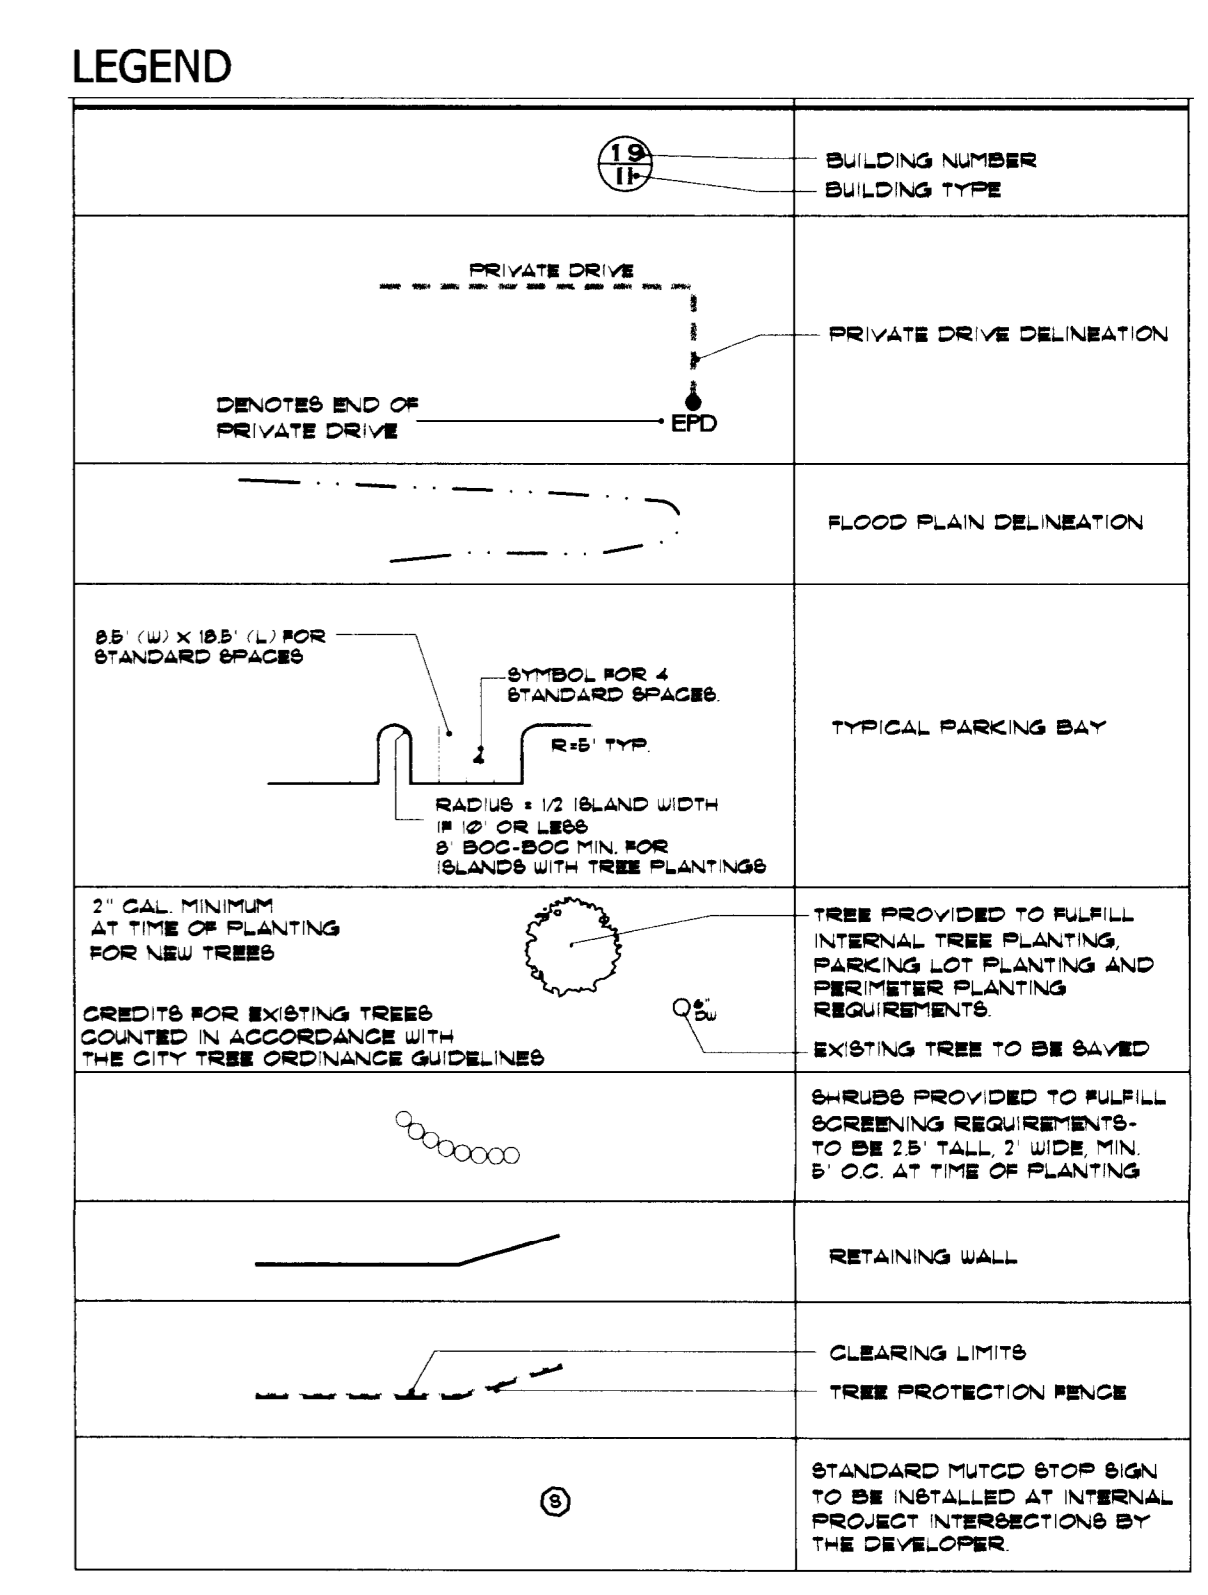 LEGEND
19
II
BUILDING NUMBER
BUILDING TYPE
PRIVATE DRIVE
PRIVATE DRIVE DELINEATION
DENOTES END OF
PRIVATE DRIVE
EPD
FLOOD PLAIN DELINEATION
8.5' (W) X 18.5' (L) FOR
STANDARD SPACES
SYMBOL FOR 4
STANDARD SPACES.
R=5' TYP.
4
TYPICAL PARKING BAY
RADIUS = 1/2 ISLAND WIDTH
IF 10' OR LESS
8' BOC-BOC MIN. FOR
ISLANDS WITH TREE PLANTINGS
2" CAL. MINIMUM
AT TIME OF PLANTING
FOR NEW TREES
TREE PROVIDED TO FULFILL
INTERNAL TREE PLANTING,
PARKING LOT PLANTING AND
PERIMETER PLANTING
REQUIREMENTS.
CREDITS FOR EXISTING TREES
COUNTED IN ACCORDANCE WITH
THE CITY TREE ORDINANCE GUIDELINES
6"
DW
EXISTING TREE TO BE SAVED
SHRUBS PROVIDED TO FULFILL
SCREENING REQUIREMENTS-
TO BE 2.5' TALL, 2' WIDE, MIN.
5' O.C. AT TIME OF PLANTING
RETAINING WALL
CLEARING LIMITS
TREE PROTECTION FENCE
S
STANDARD MUTCD STOP SIGN
TO BE INSTALLED AT INTERNAL
PROJECT INTERSECTIONS BY
THE DEVELOPER.